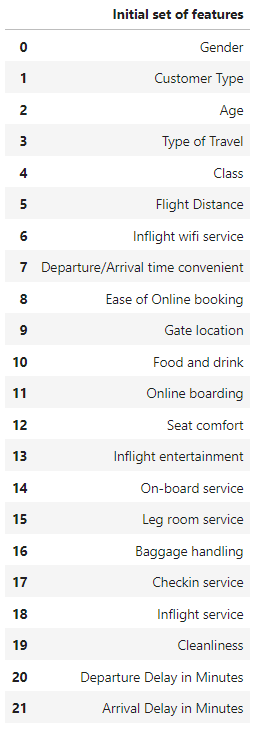 Initial set of features
0 Gender
1 Customer Type
2 Age
3 Type of Travel
4 Class
5 Flight Distance
6 Inflight wifi service
7 Departure/Arrival time convenient
8 Ease of Online booking
9 Gate location
10 Food and drink
11 Online boarding
12 Seat comfort
13 Inflight entertainment
14 On-board service
15 Leg room service
16 Baggage handling
17 Checkin service
18 Inflight service
19 Cleanliness
20 Departure Delay in Minutes
21 Arrival Delay in Minutes